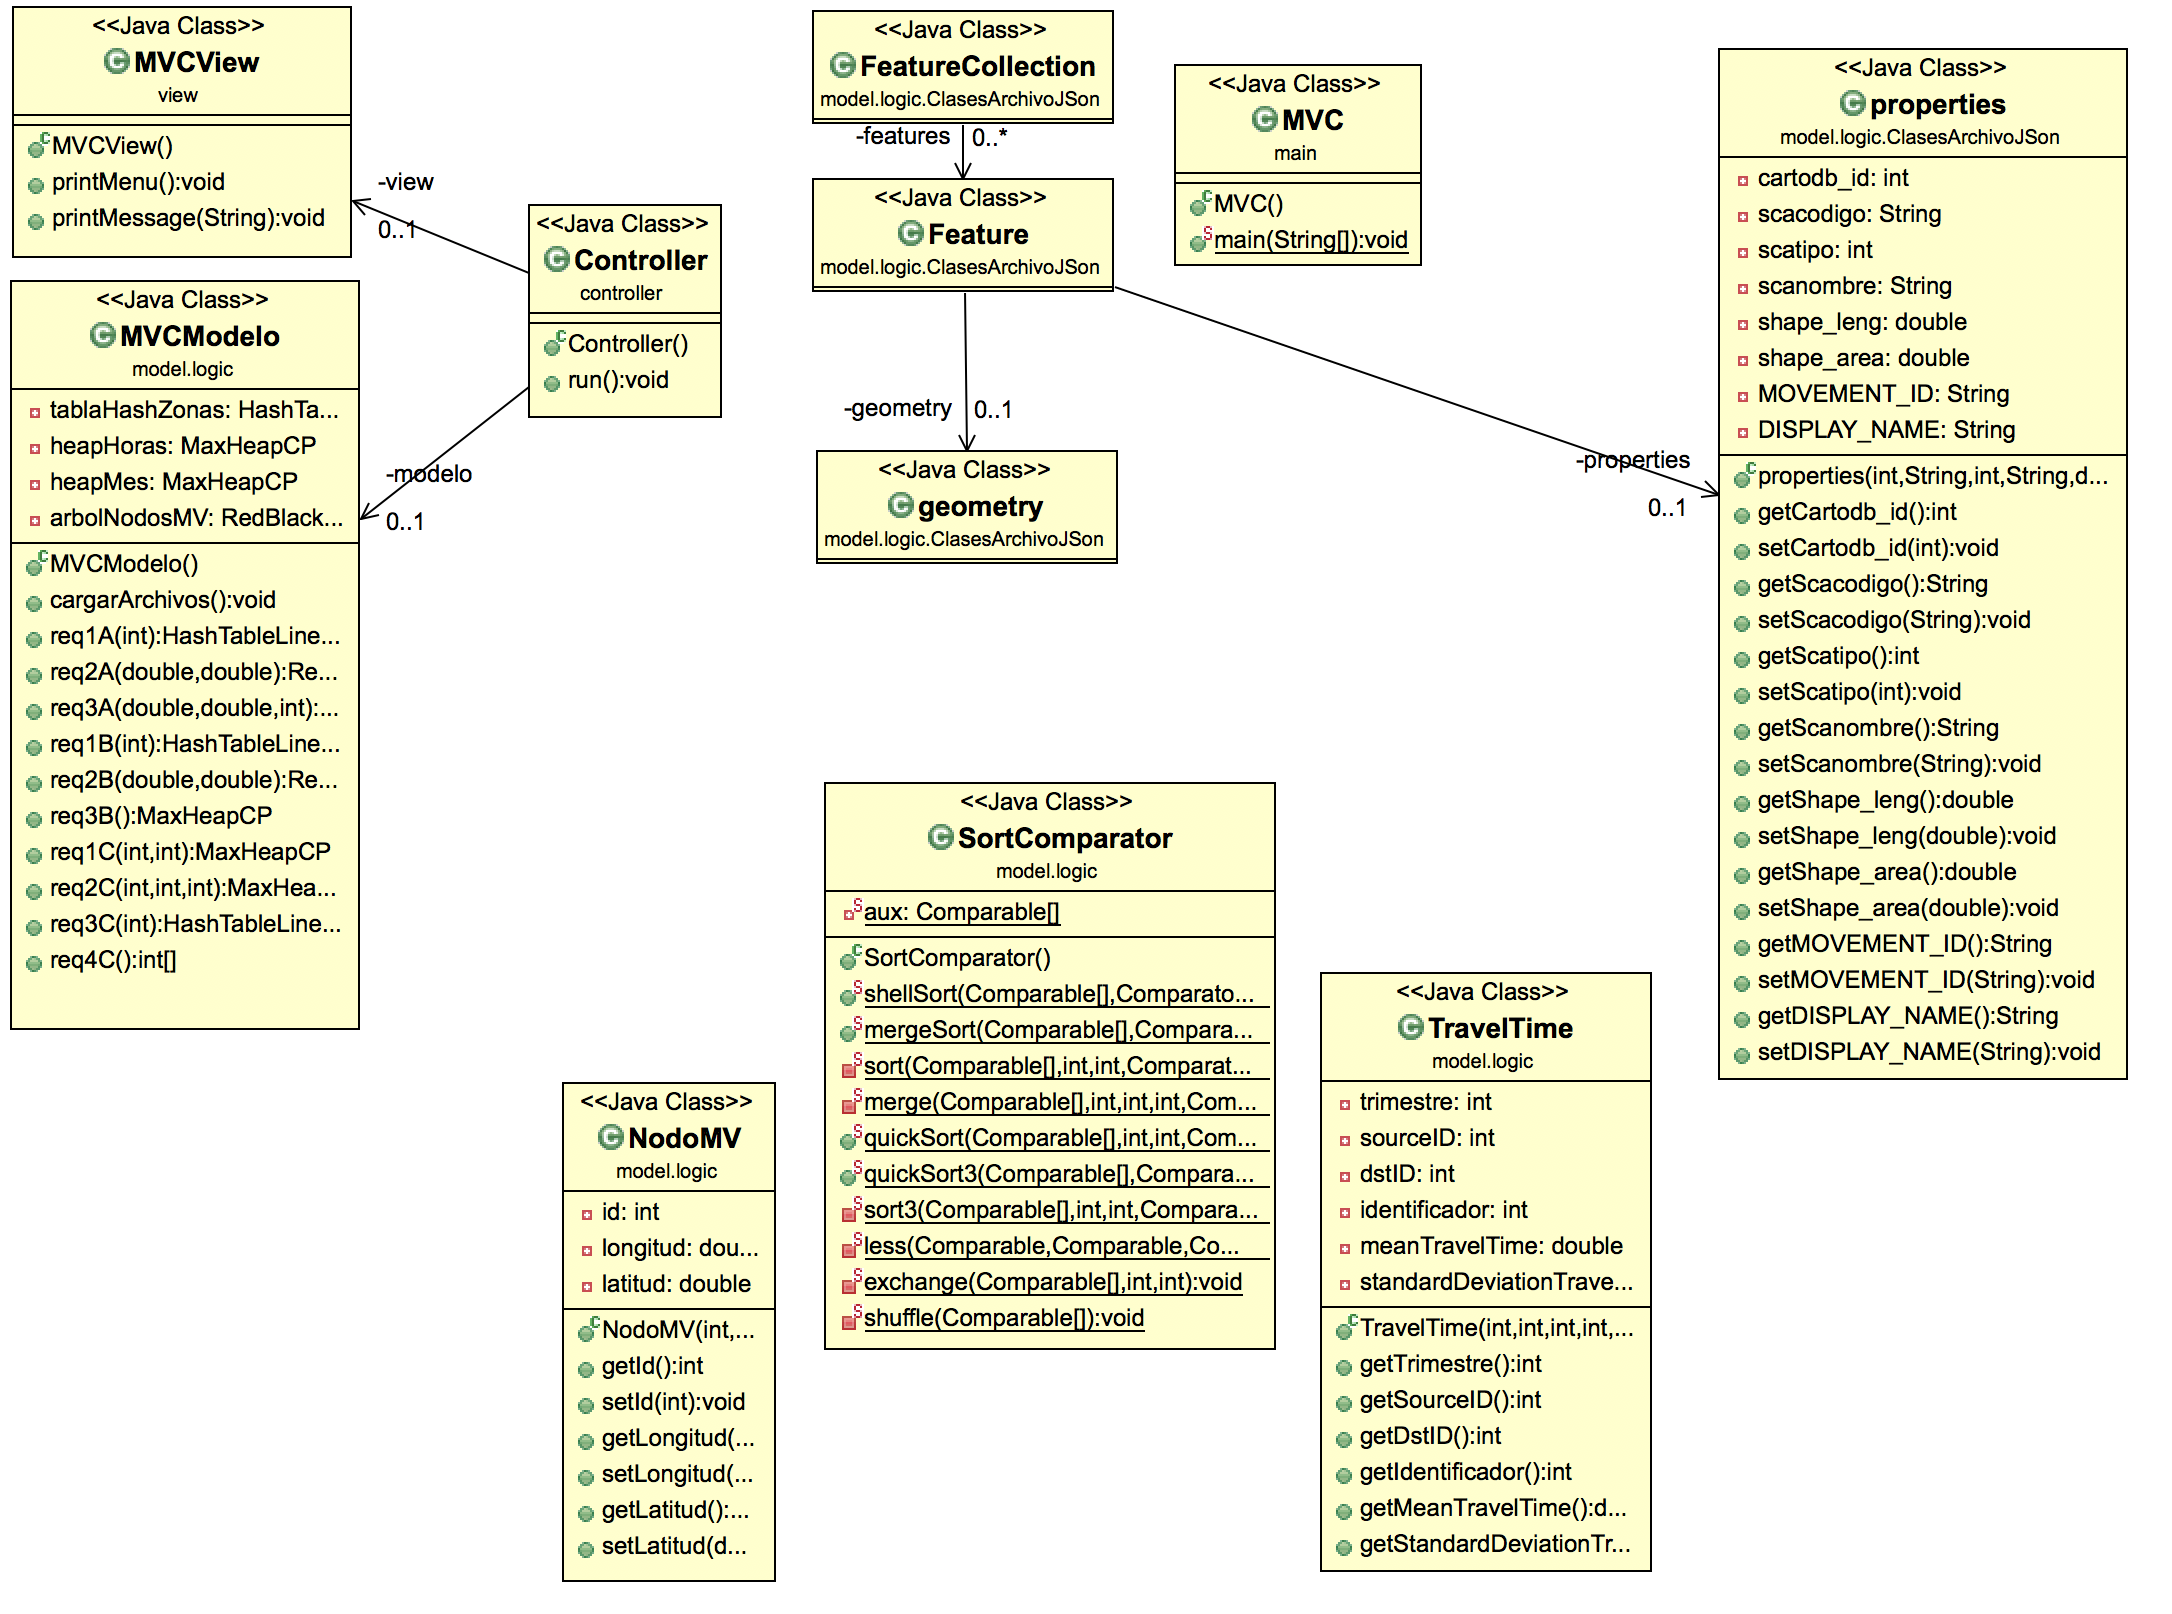 <<Java Class>>
MVCView
view
MVCView()
printMenu():void
printMessage(String):void
-view
0..1
<<Java Class>>
Controller
controller
Controller()
run():void
-modelo
0..1
<<Java Class>>
MVCModelo
model.logic
tablaHashZonas: HashTa...
heapHoras: MaxHeapCP
heapMes: MaxHeapCP
arbolNodosMV: RedBlack...
MVCModelo()
cargarArchivos():void
req1A(int):HashTableLine...
req2A(double,double):Re...
req3A(double,double,int):...
req1B(int):HashTableLine...
req2B(double,double):Re...
req3B():MaxHeapCP
req1C(int,int):MaxHeapCP
req2C(int,int,int):MaxHea...
req3C(int):HashTableLine...
req4C():int[]
<<Java Class>>
FeatureCollection
model.logic.ClasesArchivoJSon
-features
0..*
<<Java Class>>
Feature
model.logic.ClasesArchivoJSon
-geometry
0..1
<<Java Class>>
geometry
model.logic.ClasesArchivoJSon
<<Java Class>>
MVC
main
MVC()
main(String[]):void
-properties
0..1
<<Java Class>>
properties
model.logic.ClasesArchivoJSon
cartodb_id: int
scacodigo: String
scatipo: int
scanombre: String
shape_leng: double
shape_area: double
MOVEMENT_ID: String
DISPLAY_NAME: String
properties(int,String,int,String,d...
getCartodb_id():int
setCartodb_id(int):void
getScacodigo():String
setScacodigo(String):void
getScatipo():int
setScatipo(int):void
getScanombre():String
setScanombre(String):void
getShape_leng():double
setShape_leng(double):void
getShape_area():double
setShape_area(double):void
getMOVEMENT_ID():String
setMOVEMENT_ID(String):void
getDISPLAY_NAME():String
setDISPLAY_NAME(String):void
<<Java Class>>
SortComparator
model.logic
aux: Comparable[]
SortComparator()
shellSort(Comparable[],Comparato...
mergeSort(Comparable[],Compara...
sort(Comparable[],int,int,Comparat...
merge(Comparable[],int,int,int,Com...
quickSort(Comparable[],int,int,Com...
quickSort3(Comparable[],Compara...
sort3(Comparable[],int,int,Compara...
less(Comparable,Comparable,Co...
exchange(Comparable[],int,int):void
shuffle(Comparable[]):void
<<Java Class>>
NodoMV
model.logic
id: int
longitud: dou...
latitud: double
NodoMV(int,...
getId():int
setId(int):void
getLongitud(...
setLongitud(...
getLatitud():...
setLatitud(d...
<<Java Class>>
TravelTime
model.logic
trimestre: int
sourceID: int
dstID: int
identificador: int
meanTravelTime: double
standardDeviationTrave...
TravelTime(int,int,int,int,...
getTrimestre():int
getSourceID():int
getDstID():int
getIdentificador():int
getMeanTravelTime():d...
getStandardDeviationTr...